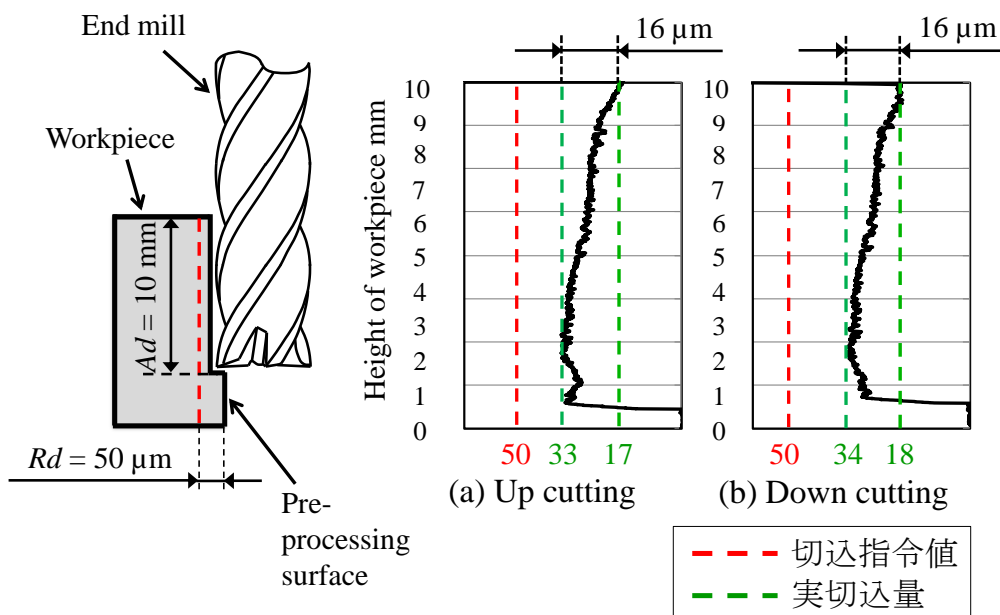 End mill
Workpiece
Ad = 10 mm
Rd = 50 µm
Pre-
processing
surface
16 µm
Height of workpiece mm
10
9
8
7
6
5
4
3
2
1
0
50 33 17
(a) Up cutting
16 µm
10
9
8
7
6
5
4
3
2
1
0
50 34 18
(b) Down cutting
切込指令値
実切込量